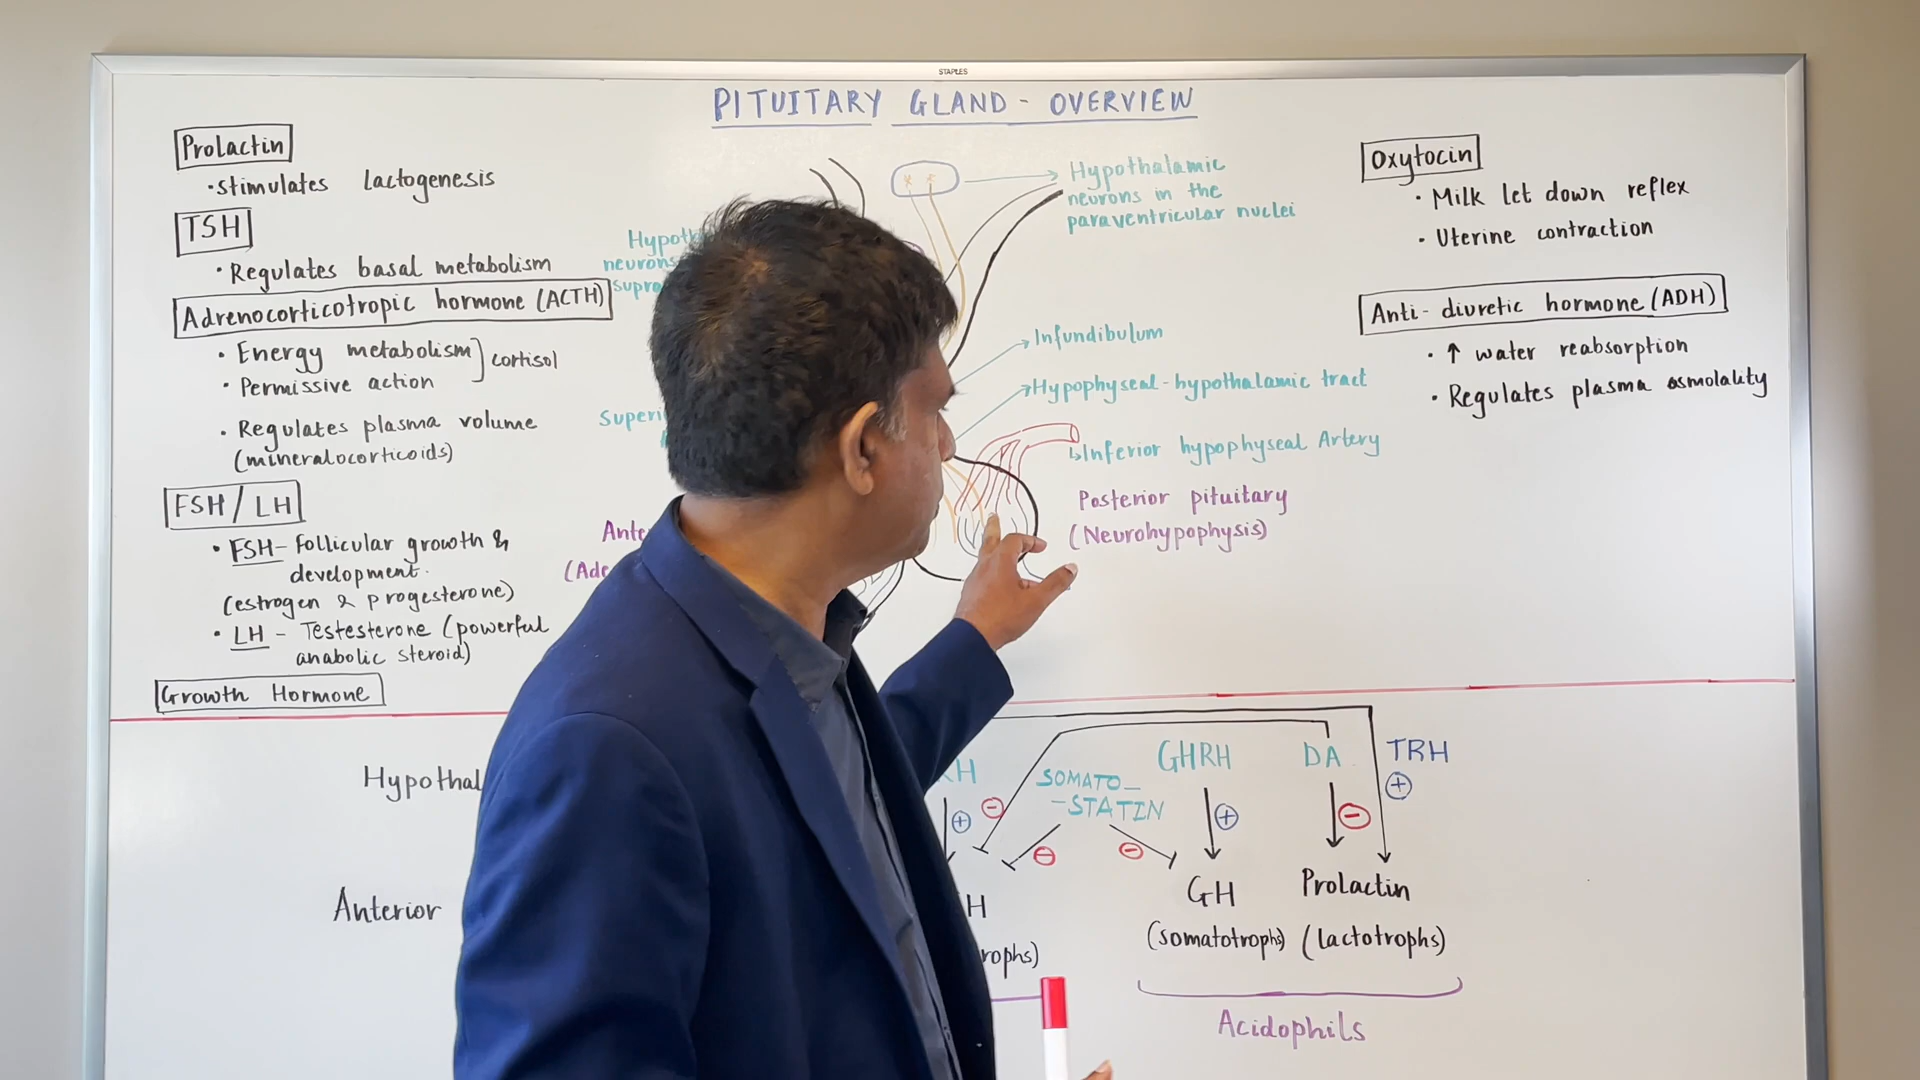 STAPLES
PITUITARY GLAND - OVERVIEW
Prolactin
• Stimulates lactogenesis
TSH
• Regulates basal metabolism
Adrenocorticotropic hormone (ACTH)
• Energy metabolism
• Permissive action
cortisol
• Regulates plasma volume
(mineralocorticoids)
FSH / LH
• FSH- Follicular growth &
development.
(estrogen & progesterone)
• LH - Testesterone (powerful
anabolic steroid)
Growth Hormone
Hypothalamic
neurons in the
paraventricular nuclei
neurons
Infundibulum
Hypophyseal-hypothalamic tract
Inferior hypophyseal Artery
Posterior pituitary
(Neurohypophysis)
Oxytocin
• Milk let down reflex
• Uterine contraction
Anti-diuretic hormone (ADH)
• ↑ water reabsorption
• Regulates plasma osmolality
SOMATO_
-STATIN
GHRH
DA
TRH
+
-
-
-
+
-
+
Anterior
GH
Prolactin
(somatotrophs)
(lactotrophs)
Acidophils